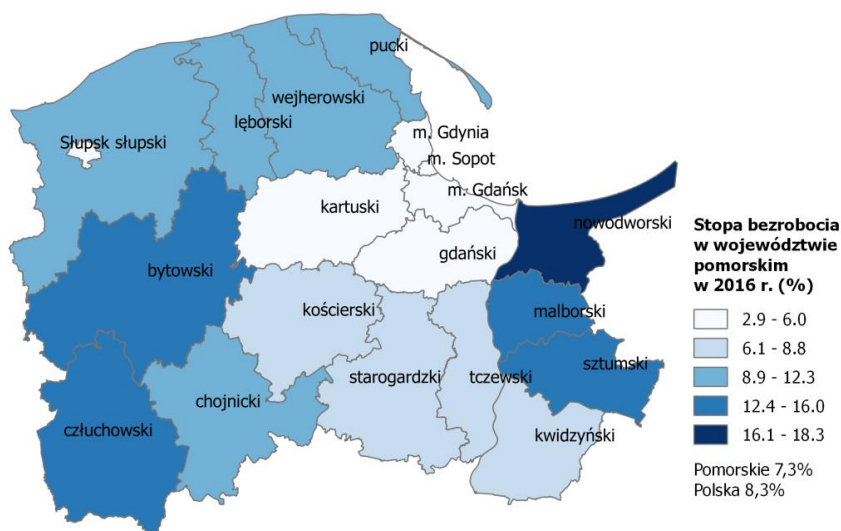 pucki
wejherowski
lęborski
Słupsk słupski
m. Gdynia
m. Sopot
m. Gdańsk
kartuski
nowodworski
gdański
bytowski
kościerski
malborski
starogardzki
tczewski
sztumski
chojnicki
człuchowski
kwidzyński
Stopa bezrobocia
w województwie
pomorskim
w 2016 r. (%)
2.9 - 6.0
6.1 - 8.8
8.9 - 12.3
12.4 - 16.0
16.1 - 18.3
Pomorskie 7,3%
Polska 8,3%